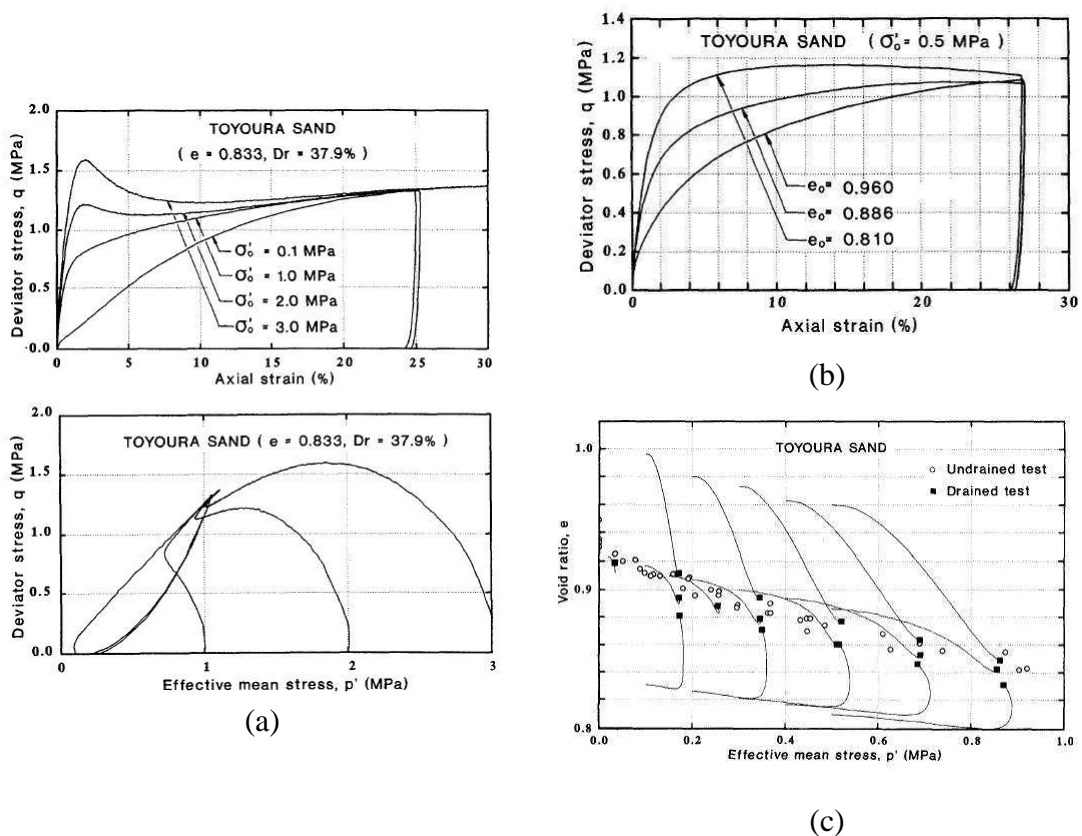 2.0
1.5
1.0
0.5
0.0
Deviator stress, q (MPa)
TOYOURA SAND
( e = 0.833, Dr = 37.9% )
σ₀' = 0.1 MPa
σ₀' = 1.0 MPa
σ₀' = 2.0 MPa
σ₀' = 3.0 MPa
0 5 10 15 20 25 30
Axial strain (%)
2.0
1.5
1.0
0.5
0.0
Deviator stress, q (MPa)
TOYOURA SAND ( e = 0.833, Dr = 37.9% )
0 1 2 3
Effective mean stress, p' (MPa)
(a)
1.4
1.2
1.0
0.8
0.6
0.4
0.2
0.0
Deviator stress, q (MPa)
TOYOURA SAND ( σ₀' = 0.5 MPa )
e₀= 0.960
e₀= 0.886
e₀= 0.810
0 6 10 20 30
Axial strain (%)
(b)
1.0
0.9
0.8
Void ratio, e
TOYOURA SAND
Undrained test
Drained test
0.0 0.2 0.4 0.6 0.8 1.0
Effective mean stress, p' (MPa)
(c)